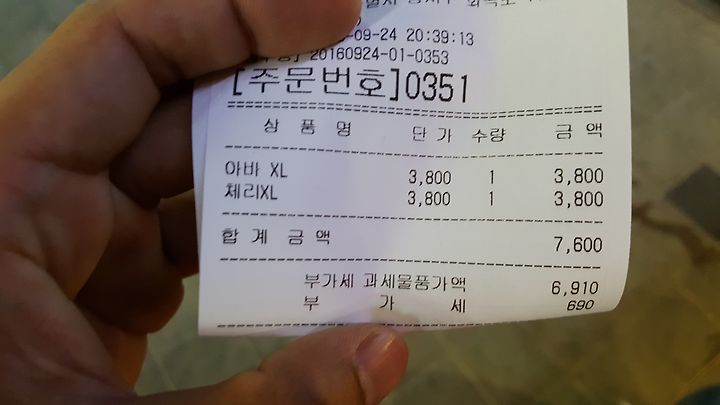 -09-24 20:39:13
20160924-01-0353
[주문번호]0351
상 품 명 단 가 수량 금 액
아바 XL 3,800 1 3,800
체리XL 3,800 1 3,800
합 계 금 액 7,600
부가세 과세물품가액 6,910
부 가 세 690